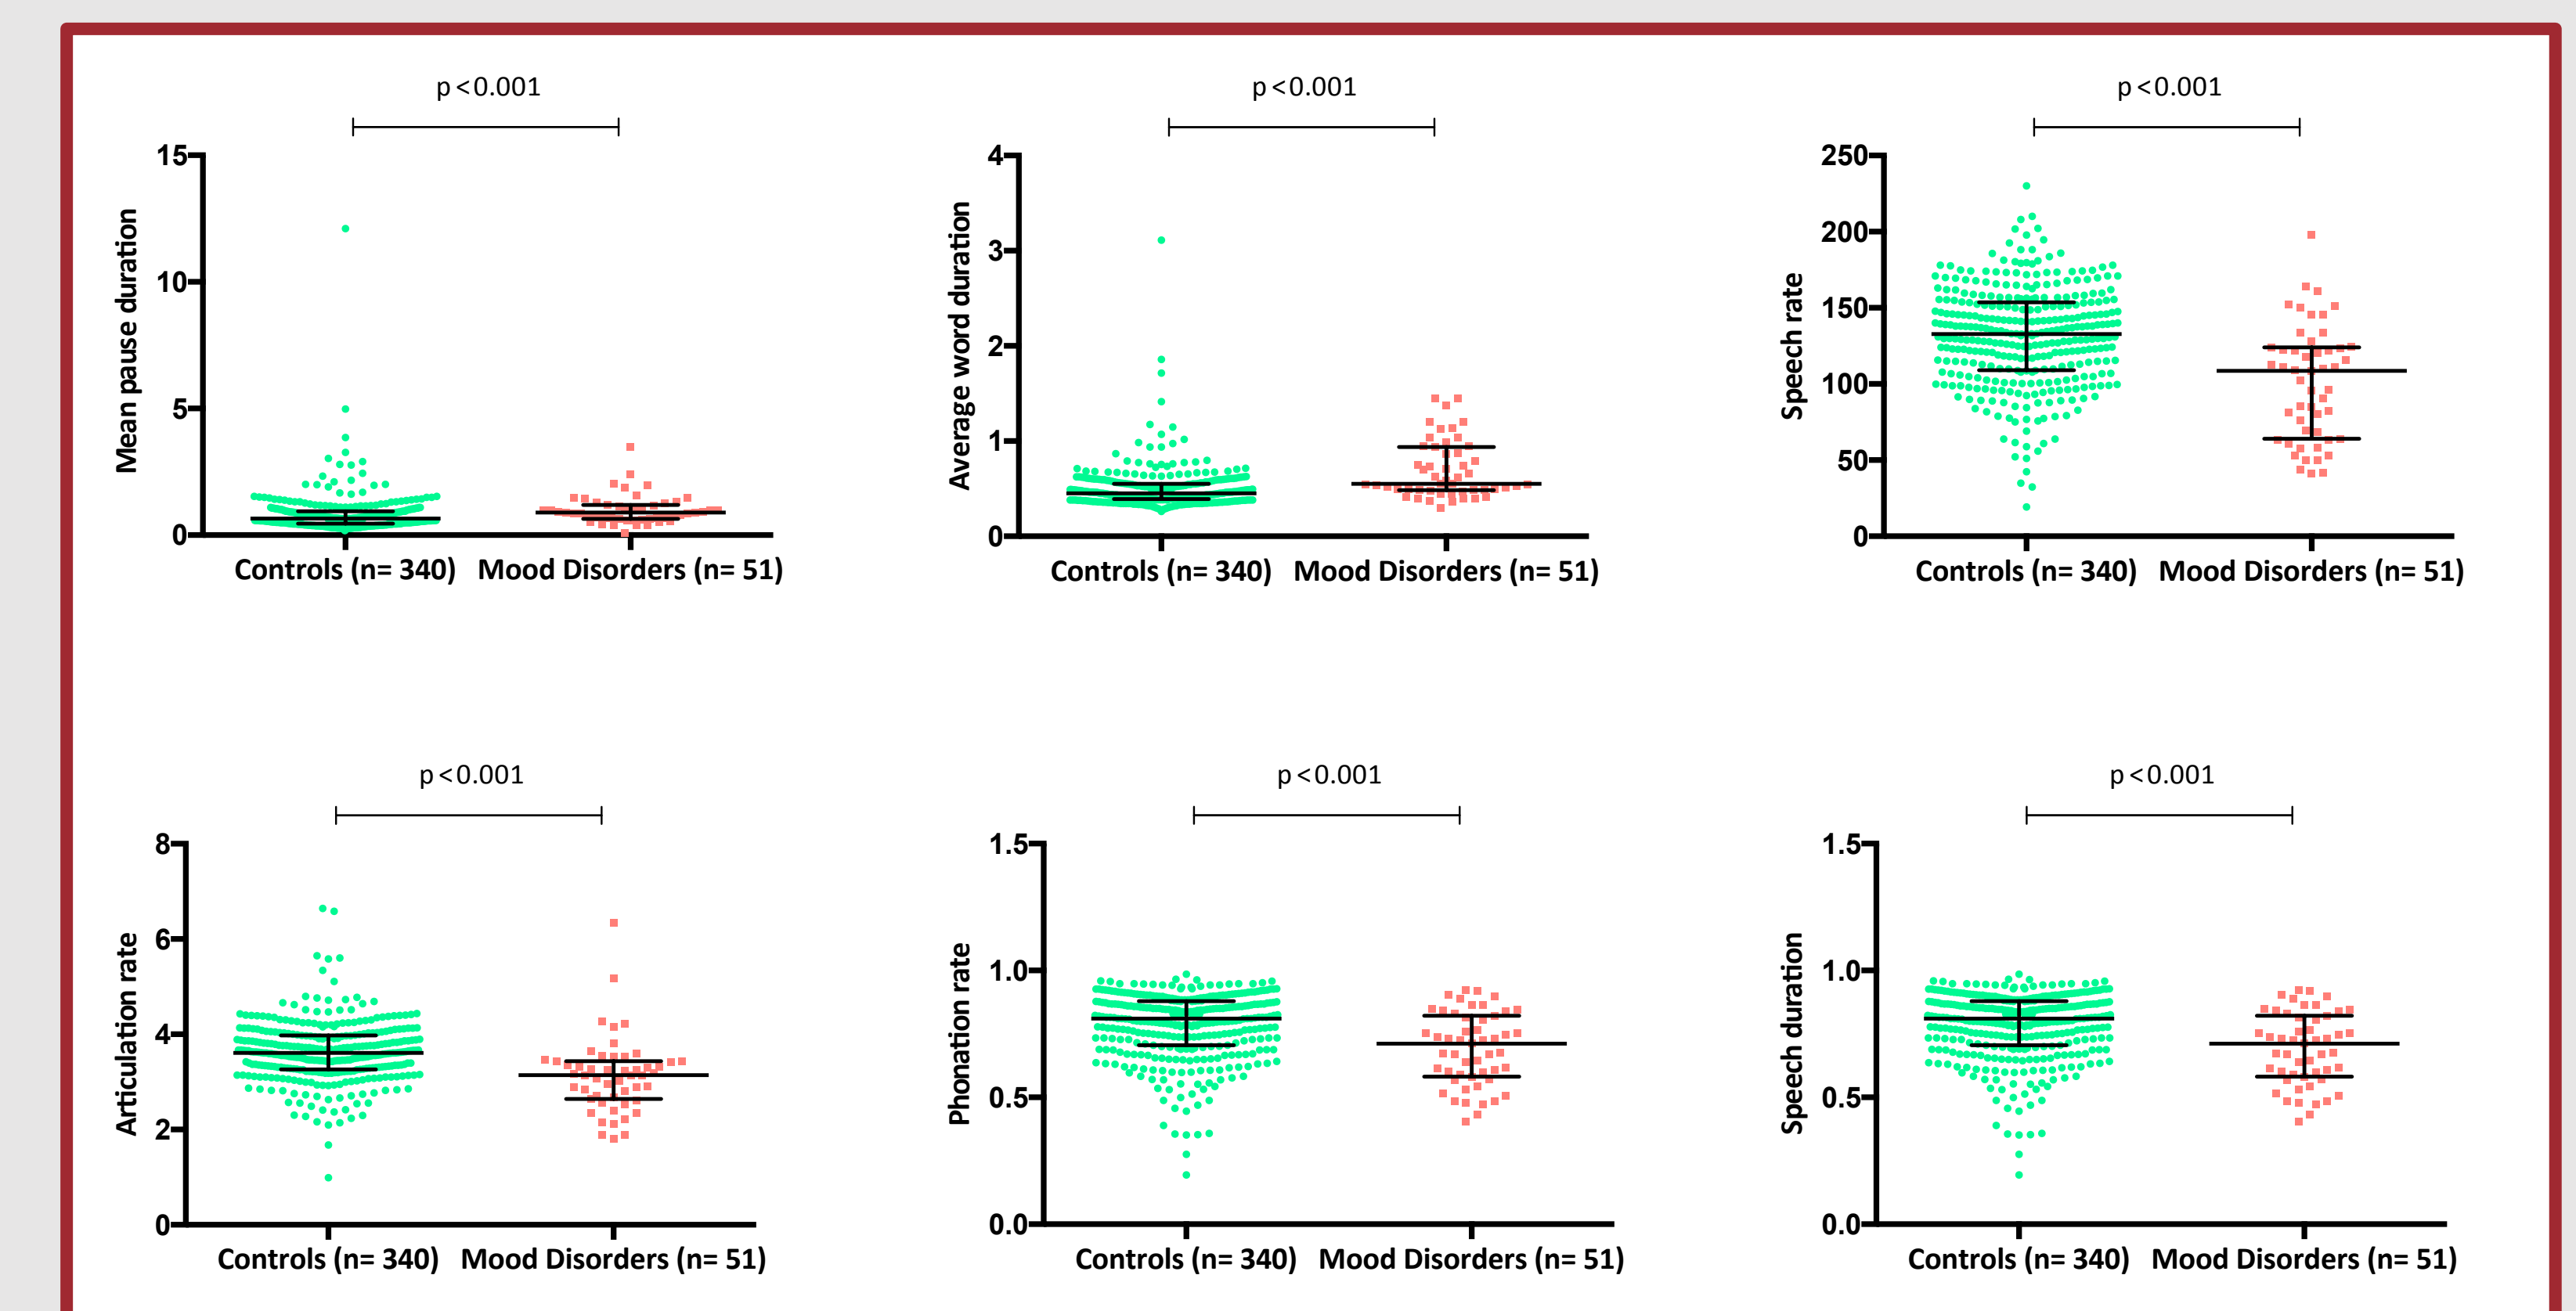 p<0.001
Mean pause duration
15
10
5
0
Controls (n= 340) Mood Disorders (n= 51)
p<0.001
Average word duration
4
3
2
1
0
Controls (n= 340) Mood Disorders (n= 51)
p<0.001
Speech rate
250
200
150
100
50
0
Controls (n= 340) Mood Disorders (n= 51)
p<0.001
Articulation rate
8
6
4
2
0
Controls (n= 340) Mood Disorders (n= 51)
p<0.001
Phonation rate
1.5
1.0
0.5
0.0
Controls (n= 340) Mood Disorders (n= 51)
p<0.001
Speech duration
1.5
1.0
0.5
0.0
Controls (n= 340) Mood Disorders (n= 51)